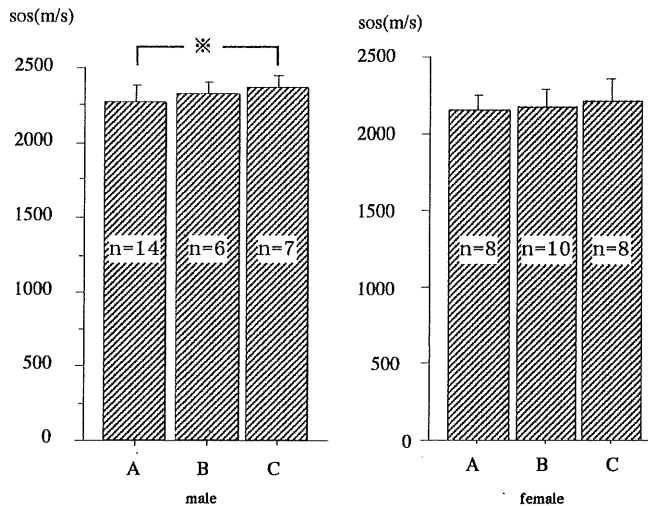 sos(m/s)
※
2500
2000
1500
1000
500
0
n=14
n=6
n=7
A
B
C
male
sos(m/s)
2500
2000
1500
1000
500
0
n=8
n=10
n=8
A
B
C
female